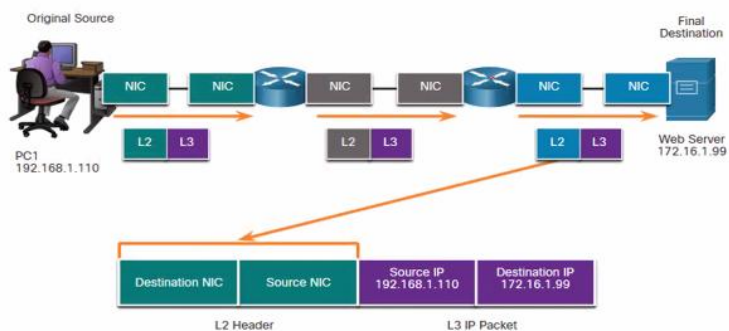 Original Source
Final
Destination
NIC
NIC
NIC
NIC
NIC
NIC
L2 L3
L2 L3
L2 L3
PC1
192.168.1.110
Web Server
172.16.1.99
Destination NIC
Source NIC
Source IP
192.168.1.110
Destination IP
172.16.1.99
L2 Header
L3 IP Packet